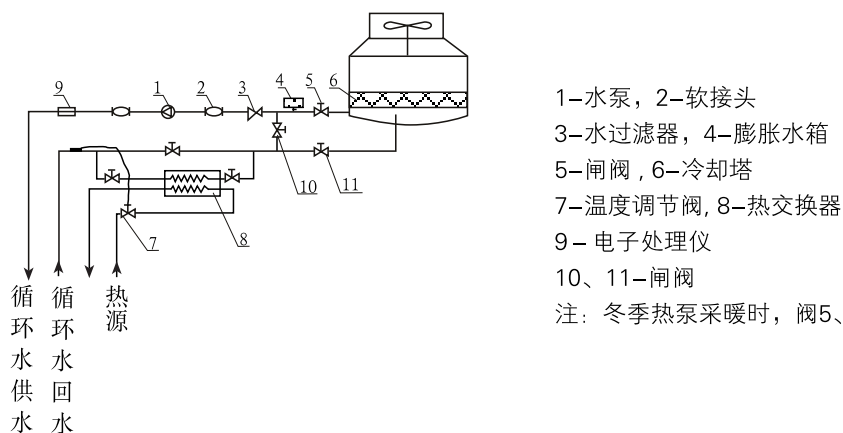 4
5
6
9
1
2
3
10
11
7
8
循环水供水
循环水回水
热源
1–水泵，2–软接头
3–水过滤器，4–膨胀水箱
5–闸阀 , 6–冷却塔
7–温度调节阀, 8–热交换器
9 – 电子处理仪
10、11–闸阀
注：冬季热泵采暖时，阀5、